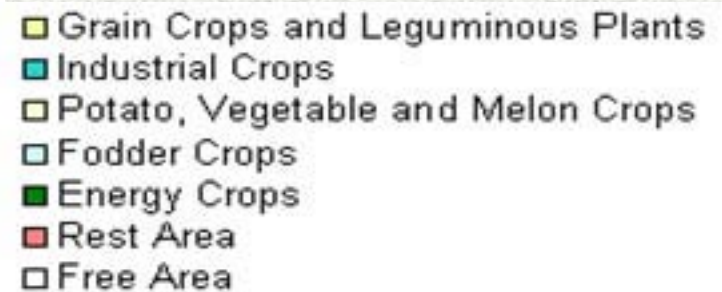 Grain Crops and Leguminous Plants
Industrial Crops
Potato, Vegetable and Melon Crops
Fodder Crops
Energy Crops
Rest Area
Free Area